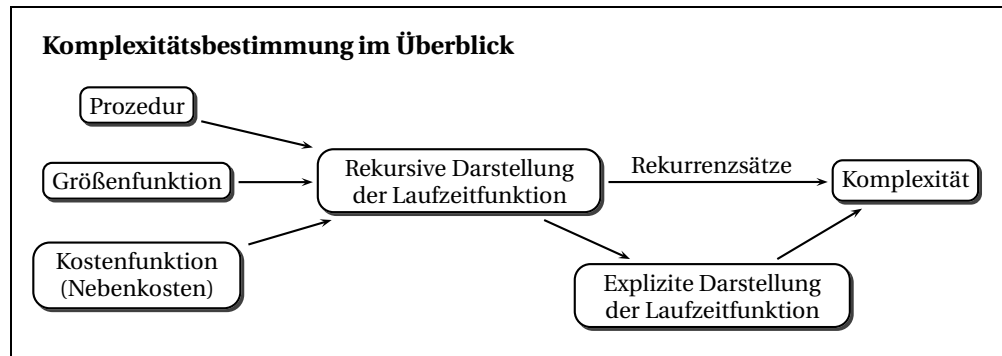 Komplexitätsbestimmung im Überblick
Prozedur
Größenfunktion
Kostenfunktion
(Nebenkosten)
Rekursive Darstellung
der Laufzeitfunktion
Rekurrenzsätze
Komplexität
Explizite Darstellung
der Laufzeitfunktion